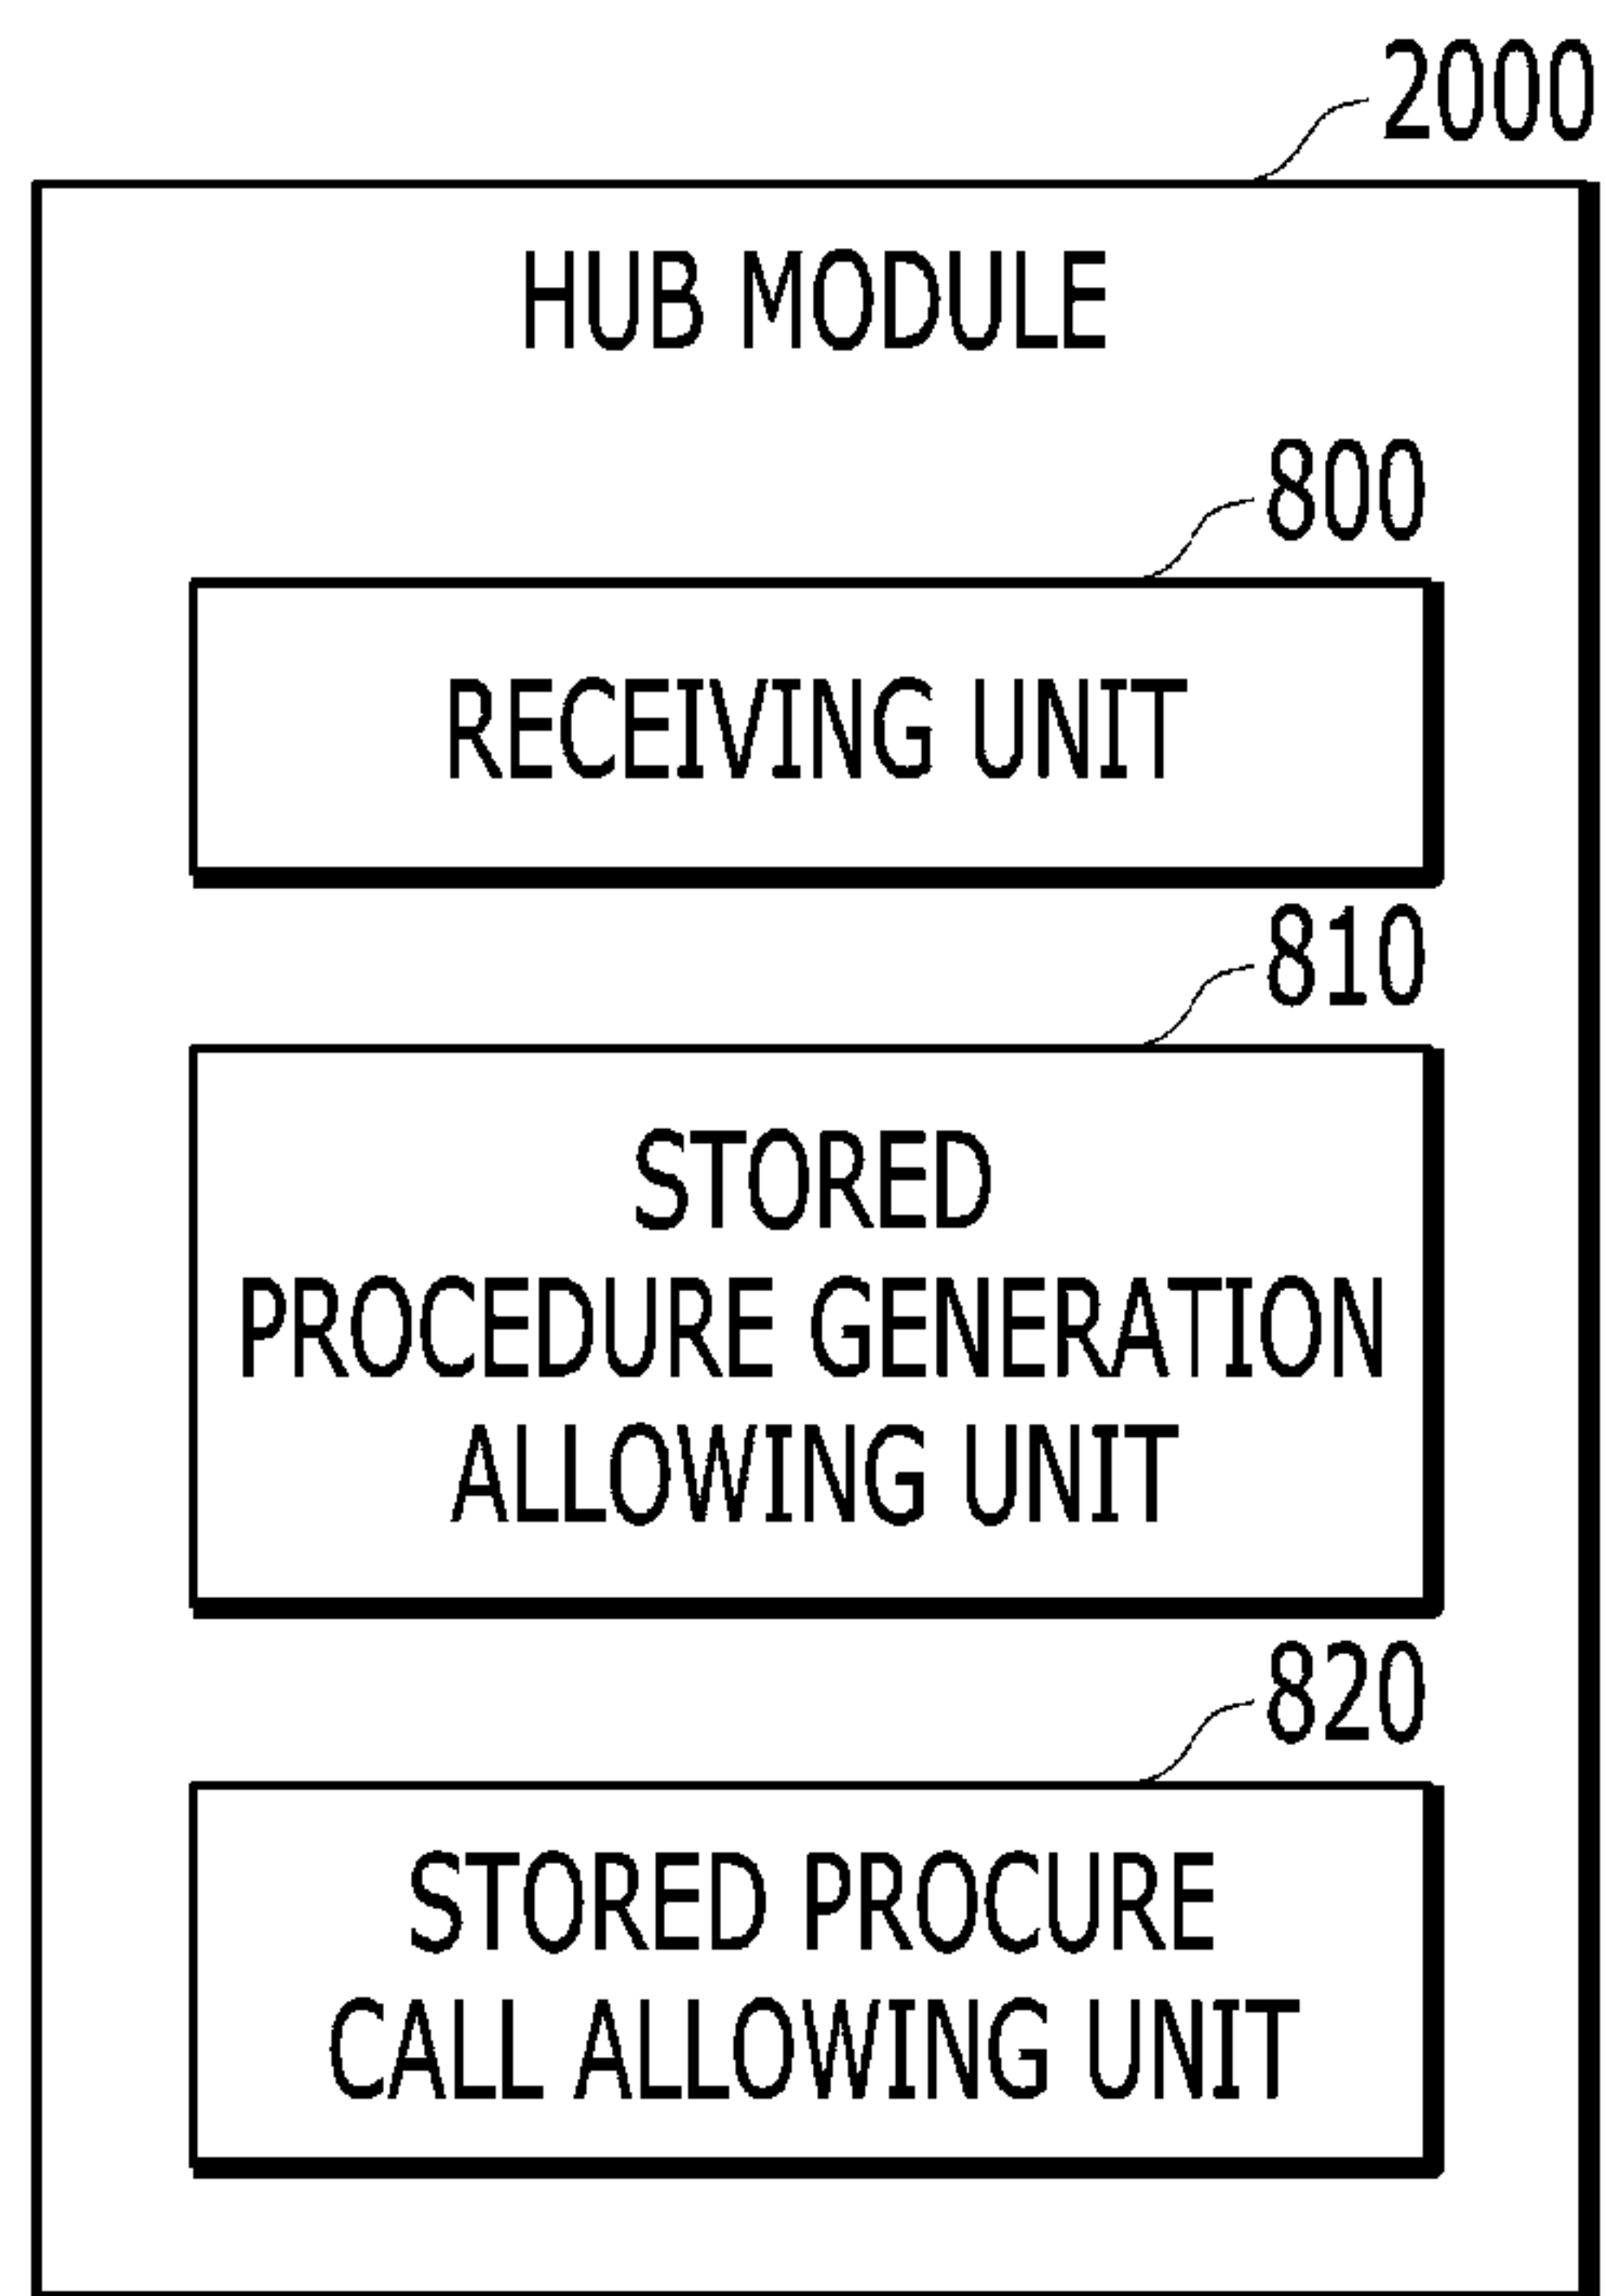 2000
HUB MODULE
800
RECEIVING UNIT
810
STORED
PROCEDURE GENERATION
ALLOWING UNIT
820
STORED PROCURE
CALL ALLOWING UNIT